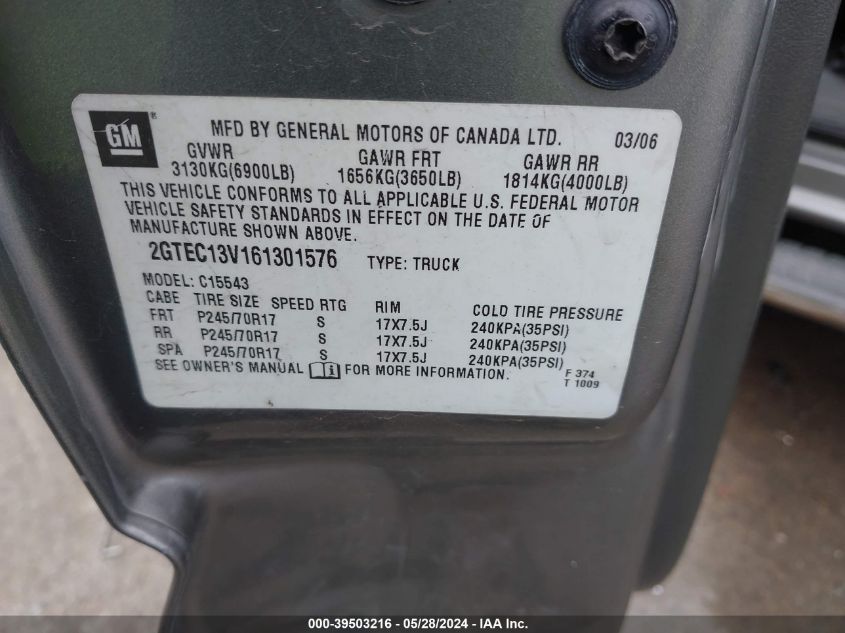 GM®
MFD BY GENERAL MOTORS OF CANADA LTD. 03/06
GVWR GAWR FRT GAWR RR
3130KG(6900LB) 1656KG(3650LB) 1814KG(4000LB)
THIS VEHICLE CONFORMS TO ALL APPLICABLE U.S. FEDERAL MOTOR
VEHICLE SAFETY STANDARDS IN EFFECT ON THE DATE OF
MANUFACTURE SHOWN ABOVE.
2GTEC13V161301576 TYPE: TRUCK
MODEL: C15543
CABE TIRE SIZE SPEED RTG RIM COLD TIRE PRESSURE
FRT P245/70R17 S 17X7.5J 240KPA(35PSI)
RR P245/70R17 S 17X7.5J 240KPA(35PSI)
SPA P245/70R17 S 17X7.5J 240KPA(35PSI)
SEE OWNER'S MANUAL FOR MORE INFORMATION.
F 374
T 1009
000-39503216 - 05/28/2024 - IAA Inc.